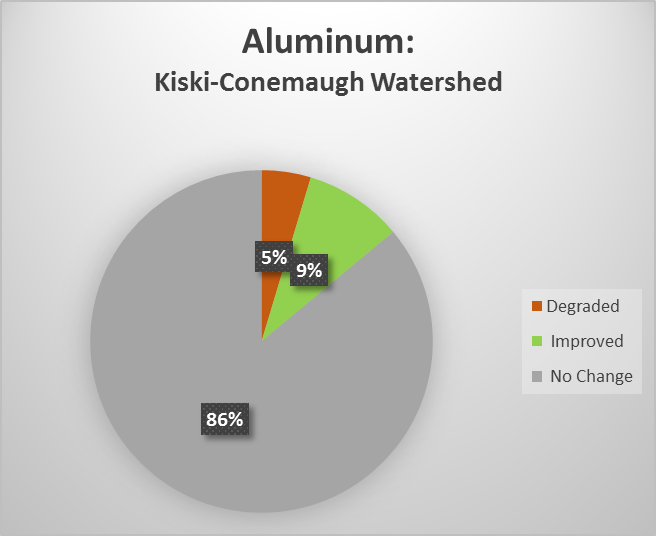 Aluminum:
Kiski-Conemaugh Watershed
5%
9%
86%
Degraded
Improved
No Change